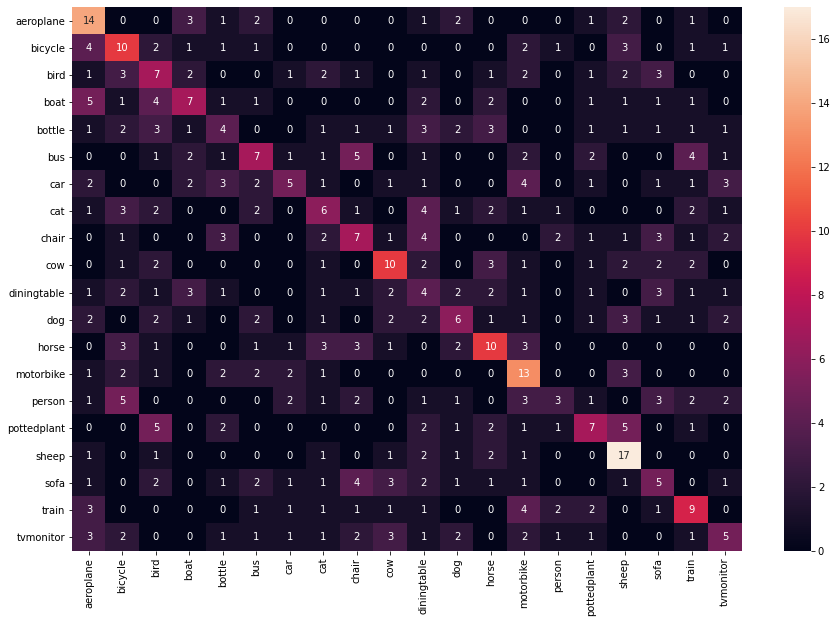 aeroplane 14 0 0 3 1 2 0 0 0 0 1 2 0 0 0 1 2 0 1 0
bicycle 4 10 2 1 1 1 0 0 0 0 0 0 0 2 1 0 3 0 1 1
bird 1 3 7 2 0 0 1 2 1 0 1 0 1 2 0 1 2 3 0 0
boat 5 1 4 7 1 1 0 0 0 0 2 0 2 0 0 1 1 1 1 0
bottle 1 2 3 1 4 0 0 1 1 1 3 2 3 0 0 1 1 1 1 1
bus 0 0 1 2 1 7 1 1 5 0 1 0 0 2 0 2 0 0 4 1
car 2 0 0 2 3 2 5 1 0 1 1 0 0 4 0 1 0 1 1 3
cat 1 3 2 0 0 2 0 6 1 0 4 1 2 1 1 0 0 0 2 1
chair 0 1 0 0 3 0 0 2 7 1 4 0 0 0 2 1 1 3 1 2
cow 0 1 2 0 0 0 0 1 0 10 2 0 3 1 0 1 2 2 2 0
diningtable 1 2 1 3 1 0 0 1 1 2 4 2 2 1 0 1 0 3 1 1
dog 2 0 2 1 0 2 0 1 0 2 2 6 1 1 0 1 3 1 1 2
horse 0 3 1 0 0 1 1 3 3 1 0 2 10 3 0 0 0 0 0 0
motorbike 1 2 1 0 2 2 2 1 0 0 0 0 0 13 0 0 3 0 0 0
person 1 5 0 0 0 0 2 1 2 0 1 1 0 3 3 1 0 3 2 2
pottedplant 0 0 5 0 2 0 0 0 0 0 2 1 2 1 1 7 5 0 1 0
sheep 1 0 1 0 0 0 0 1 0 1 2 1 2 1 0 0 17 0 0 0
sofa 1 0 2 0 1 2 1 1 4 3 2 1 1 1 0 0 1 5 0 1
train 3 0 0 0 0 1 1 1 1 1 1 0 0 4 2 2 0 1 9 0
tvmonitor 3 2 0 0 1 1 1 1 2 3 1 2 0 2 1 1 0 0 1 5
aeroplane bicycle bird boat bottle bus car cat chair cow diningtable dog horse motorbike person pottedplant sheep sofa train tvmonitor
16
14
12
10
8
6
4
2
0